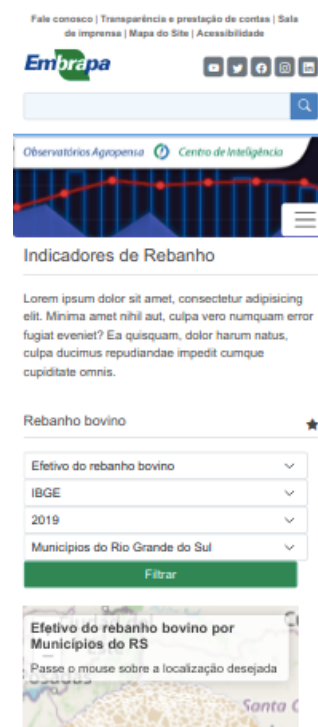 Fale conosco | Transparência e prestação de contas | Sala
de imprensa | Mapa do Site | Acessibilidade
Embrapa
Observatórios Agropensa Centro de Inteligência
Indicadores de Rebanho
Lorem ipsum dolor sit amet, consectetur adipisicing
elit. Minima amet nihil aut, culpa vero numquam error
fugiat eveniet? Ea quisquam, dolor harum natus,
culpa ducimus repudiandae impedit cumque
cupiditate omnis.
Rebanho bovino
Efetivo do rebanho bovino
IBGE
2019
Municípios do Rio Grande do Sul
Filtrar
Efetivo do rebanho bovino por
Municípios do RS
Passe o mouse sobre a localização desejada
Santa C